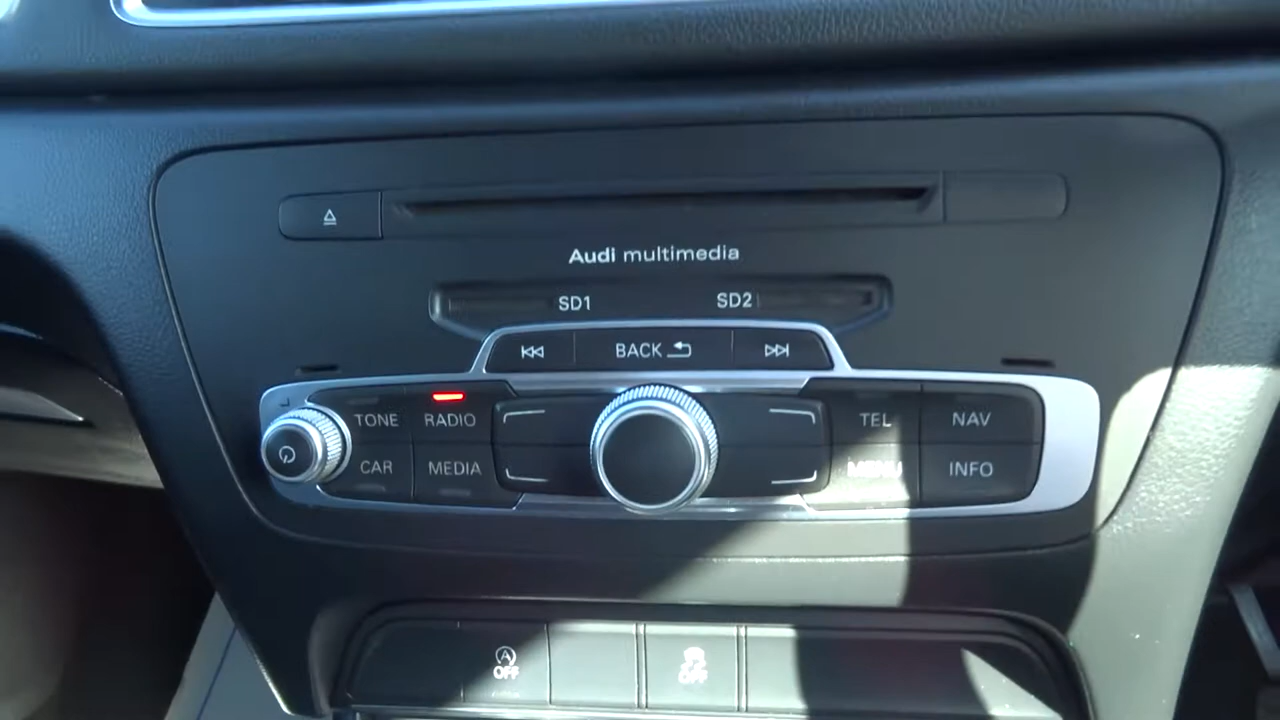 Audi multimedia
SD1 SD2
BACK
TONE RADIO TEL NAV
CAR MEDIA MENU INFO
A OFF OFF